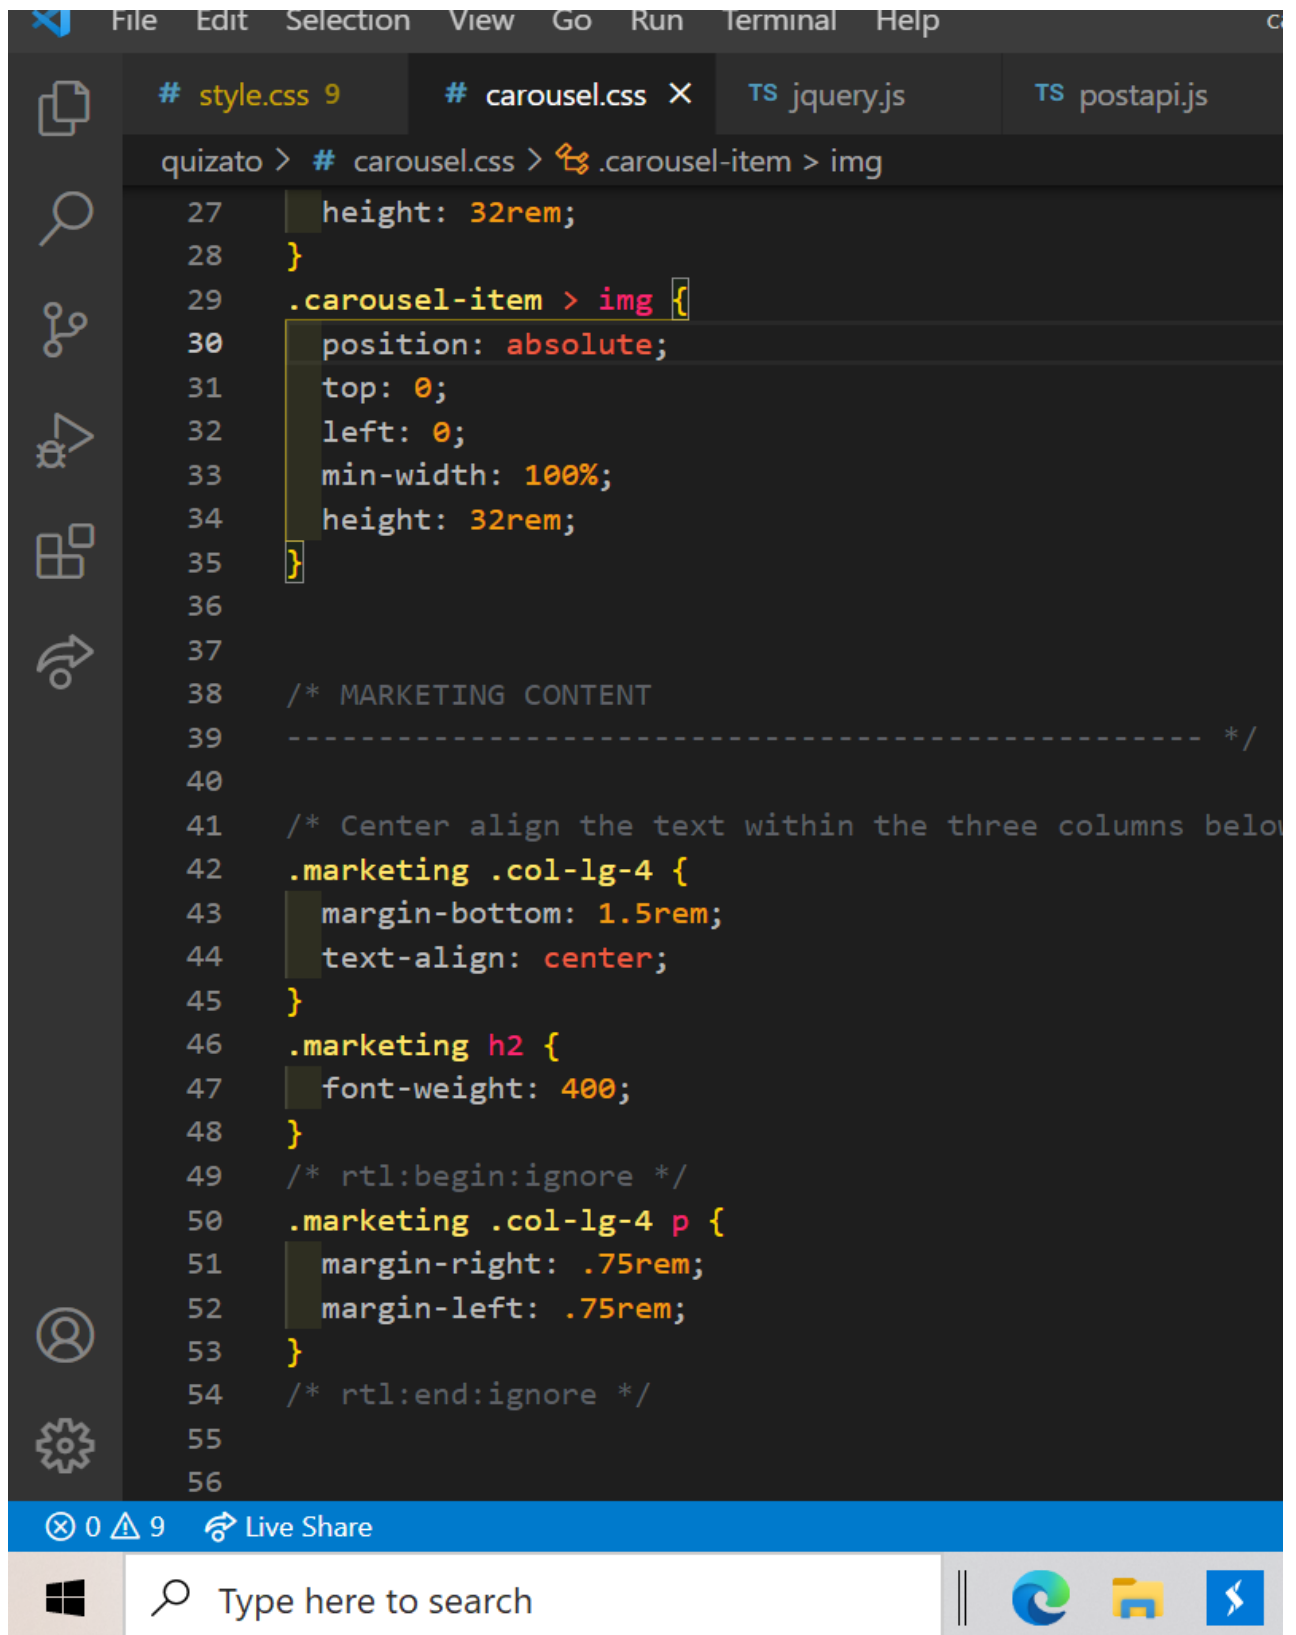 File Edit Selection View Go Run Terminal Help
# style.css 9 # carousel.css × TS jquery.js TS postapi.js
quizato > # carousel.css > .carousel-item > img
27 height: 32rem;
28 }
29 .carousel-item > img {
30 position: absolute;
31 top: 0;
32 left: 0;
33 min-width: 100%;
34 height: 32rem;
35 }
36
37
38 /* MARKETING CONTENT
39 -------------------------------------------------- */
40
41 /* Center align the text within the three columns below
42 .marketing .col-lg-4 {
43 margin-bottom: 1.5rem;
44 text-align: center;
45 }
46 .marketing h2 {
47 font-weight: 400;
48 }
49 /* rtl:begin:ignore */
50 .marketing .col-lg-4 p {
51 margin-right: .75rem;
52 margin-left: .75rem;
53 }
54 /* rtl:end:ignore */
55
56
0 9 Live Share
Type here to search